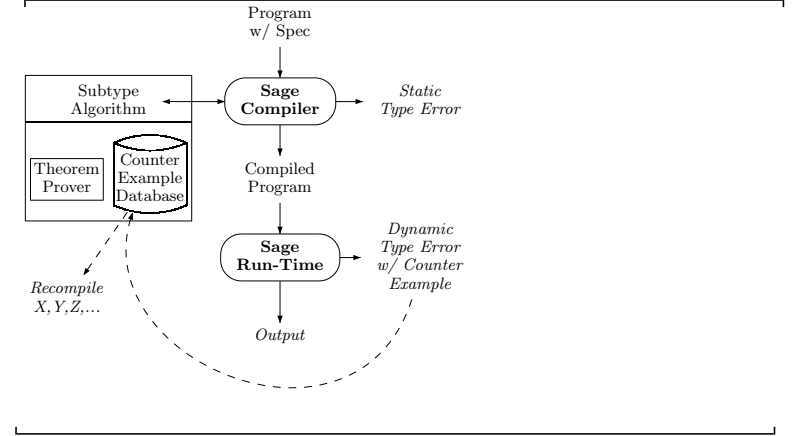 Program
w/ Spec
Subtype
Algorithm
Sage
Compiler
Static
Type Error
Theorem
Prover
Counter
Example
Database
Compiled
Program
Sage
Run-Time
Dynamic
Type Error
w/ Counter
Example
Recompile
X,Y,Z,...
Output